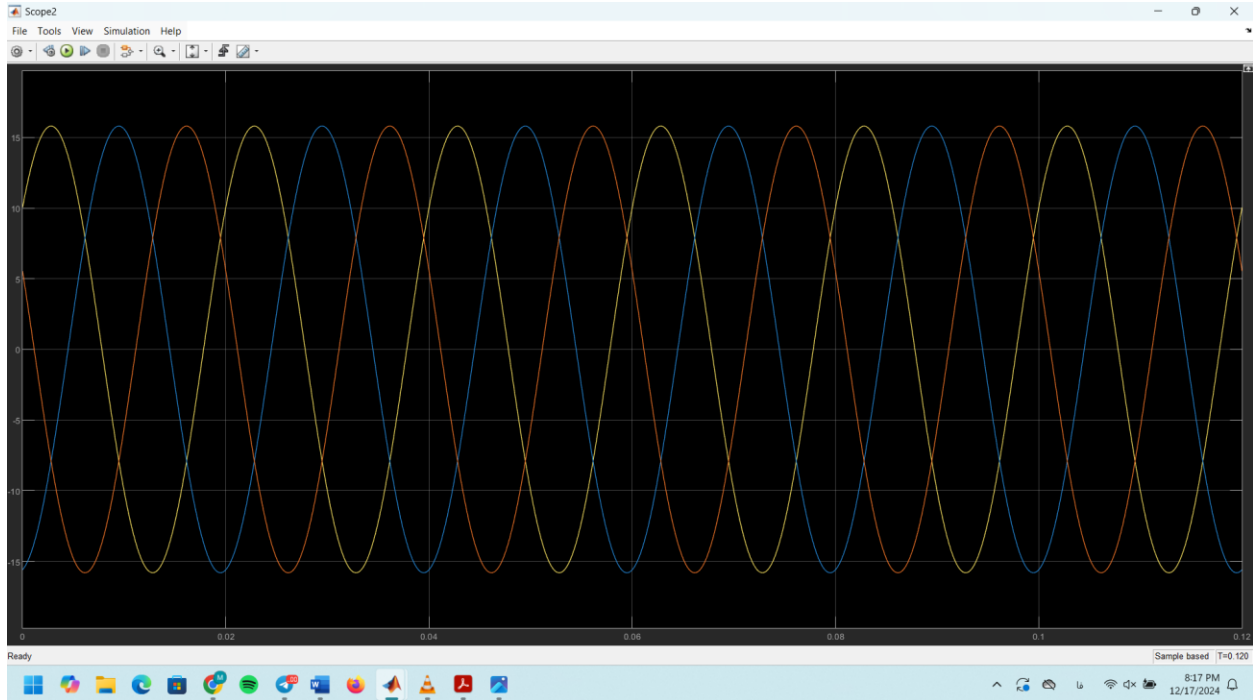 Scope2
File Tools View Simulation Help
15
10
5
0
-5
-10
-15
0 0.02 0.04 0.06 0.08 0.1 0.12
Ready
Sample based T=0.120
فا
8:17 PM
12/17/2024